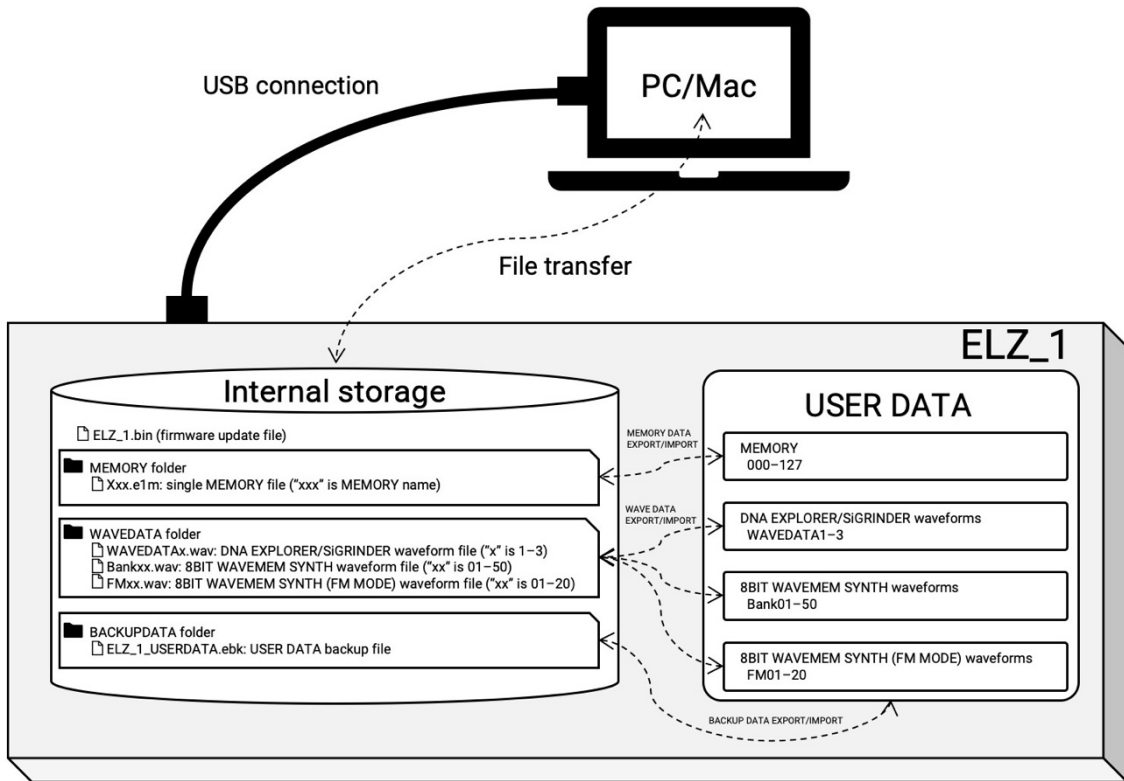 USB connection
PC/Mac
File transfer
ELZ_1
Internal storage
ELZ_1.bin (firmware update file)
MEMORY folder
Xxx.e1m: single MEMORY file (“xxx” is MEMORY name)
WAVEDATA folder
WAVEDATAx.wav: DNA EXPLORER/SiGRINDER waveform file (“x” is 1–3)
Bankxx.wav: 8BIT WAVEMEM SYNTH waveform file (“xx” is 01–50)
FMxx.wav: 8BIT WAVEMEM SYNTH (FM MODE) waveform file (“xx” is 01–20)
BACKUPDATA folder
ELZ_1_USERDATA.ebk: USER DATA backup file
MEMORY DATA
EXPORT/IMPORT
WAVE DATA
EXPORT/IMPORT
BACKUP DATA EXPORT/IMPORT
USER DATA
MEMORY
000–127
DNA EXPLORER/SiGRINDER waveforms
WAVEDATA1–3
8BIT WAVEMEM SYNTH waveforms
Bank01–50
8BIT WAVEMEM SYNTH (FM MODE) waveforms
FM01–20